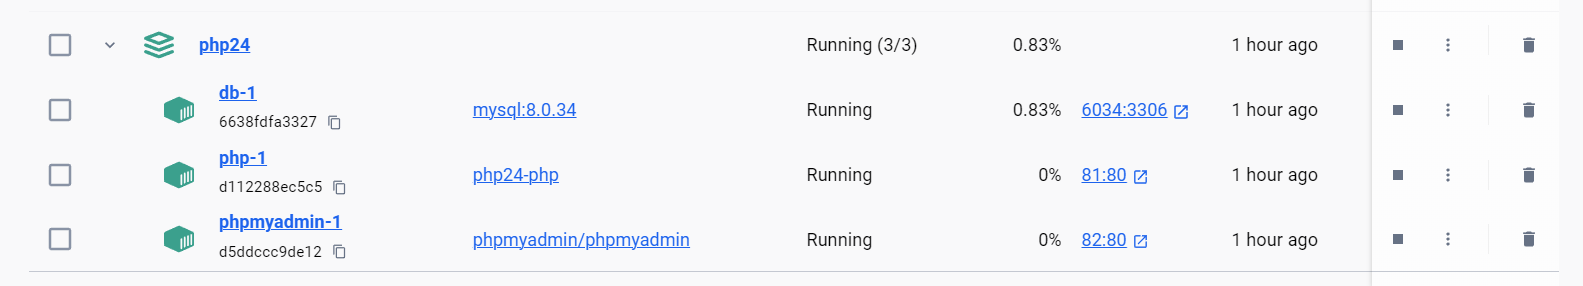 php24 Running (3/3) 0.83% 1 hour ago
db-1
6638fdfa3327 mysql:8.0.34 Running 0.83% 6034:3306 1 hour ago
php-1
d112288ec5c5 php24-php Running 0% 81:80 1 hour ago
phpmyadmin-1
d5ddccc9de12 phpmyadmin/phpmyadmin Running 0% 82:80 1 hour ago